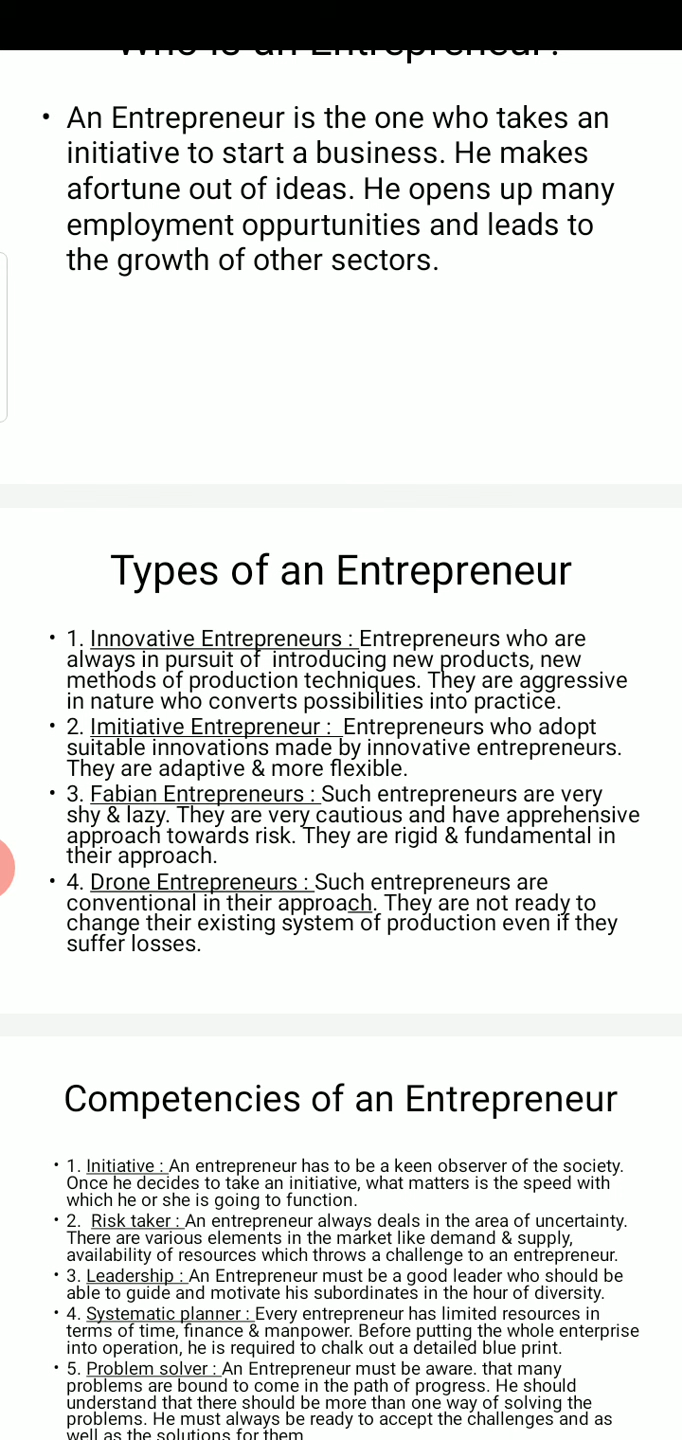 Who is an Entrepreneur?
• An Entrepreneur is the one who takes an
initiative to start a business. He makes
afortune out of ideas. He opens up many
employment oppurtunities and leads to
the growth of other sectors.
Types of an Entrepreneur
• 1. Innovative Entrepreneurs : Entrepreneurs who are
always in pursuit of introducing new products, new
methods of production techniques. They are aggressive
in nature who converts possibilities into practice.
• 2. Imitiative Entrepreneur : Entrepreneurs who adopt
suitable innovations made by innovative entrepreneurs.
They are adaptive & more flexible.
• 3. Fabian Entrepreneurs : Such entrepreneurs are very
shy & lazy. They are very cautious and have apprehensive
approach towards risk. They are rigid & fundamental in
their approach.
• 4. Drone Entrepreneurs : Such entrepreneurs are
conventional in their approach. They are not ready to
change their existing system of production even if they
suffer losses.
Competencies of an Entrepreneur
• 1. Initiative : An entrepreneur has to be a keen observer of the society.
Once he decides to take an initiative, what matters is the speed with
which he or she is going to function.
• 2. Risk taker : An entrepreneur always deals in the area of uncertainty.
There are various elements in the market like demand & supply,
availability of resources which throws a challenge to an entrepreneur.
• 3. Leadership : An Entrepreneur must be a good leader who should be
able to guide and motivate his subordinates in the hour of diversity.
• 4. Systematic planner : Every entrepreneur has limited resources in
terms of time, finance & manpower. Before putting the whole enterprise
into operation, he is required to chalk out a detailed blue print.
• 5. Problem solver : An Entrepreneur must be aware. that many
problems are bound to come in the path of progress. He should
understand that there should be more than one way of solving the
problems. He must always be ready to accept the challenges and as
well as the solutions for them